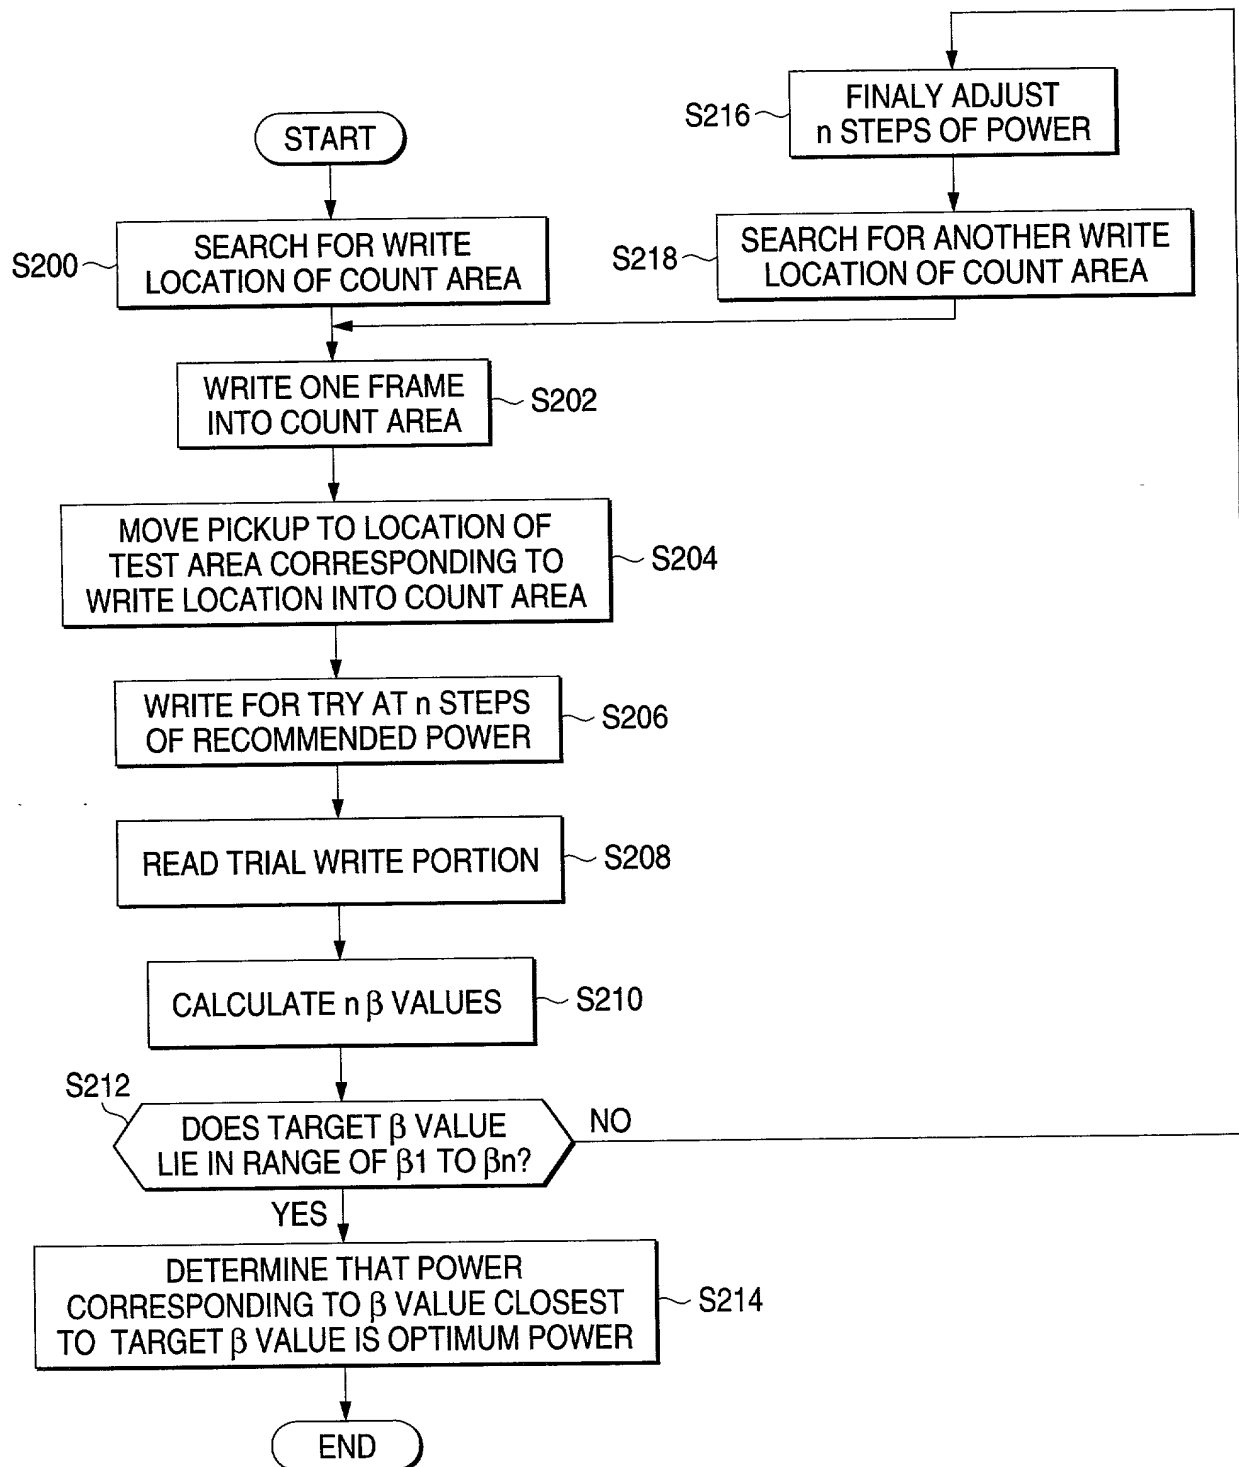 START
S200
SEARCH FOR WRITE
LOCATION OF COUNT AREA
S216
FINALY ADJUST
n STEPS OF POWER
S218
SEARCH FOR ANOTHER WRITE
LOCATION OF COUNT AREA
WRITE ONE FRAME
INTO COUNT AREA
S202
MOVE PICKUP TO LOCATION OF
TEST AREA CORRESPONDING TO
WRITE LOCATION INTO COUNT AREA
S204
WRITE FOR TRY AT n STEPS
OF RECOMMENDED POWER
S206
READ TRIAL WRITE PORTION
S208
CALCULATE n β VALUES
S210
S212
DOES TARGET β VALUE
LIE IN RANGE OF β1 TO βn?
NO
YES
DETERMINE THAT POWER
CORRESPONDING TO β VALUE CLOSEST
TO TARGET β VALUE IS OPTIMUM POWER
S214
END